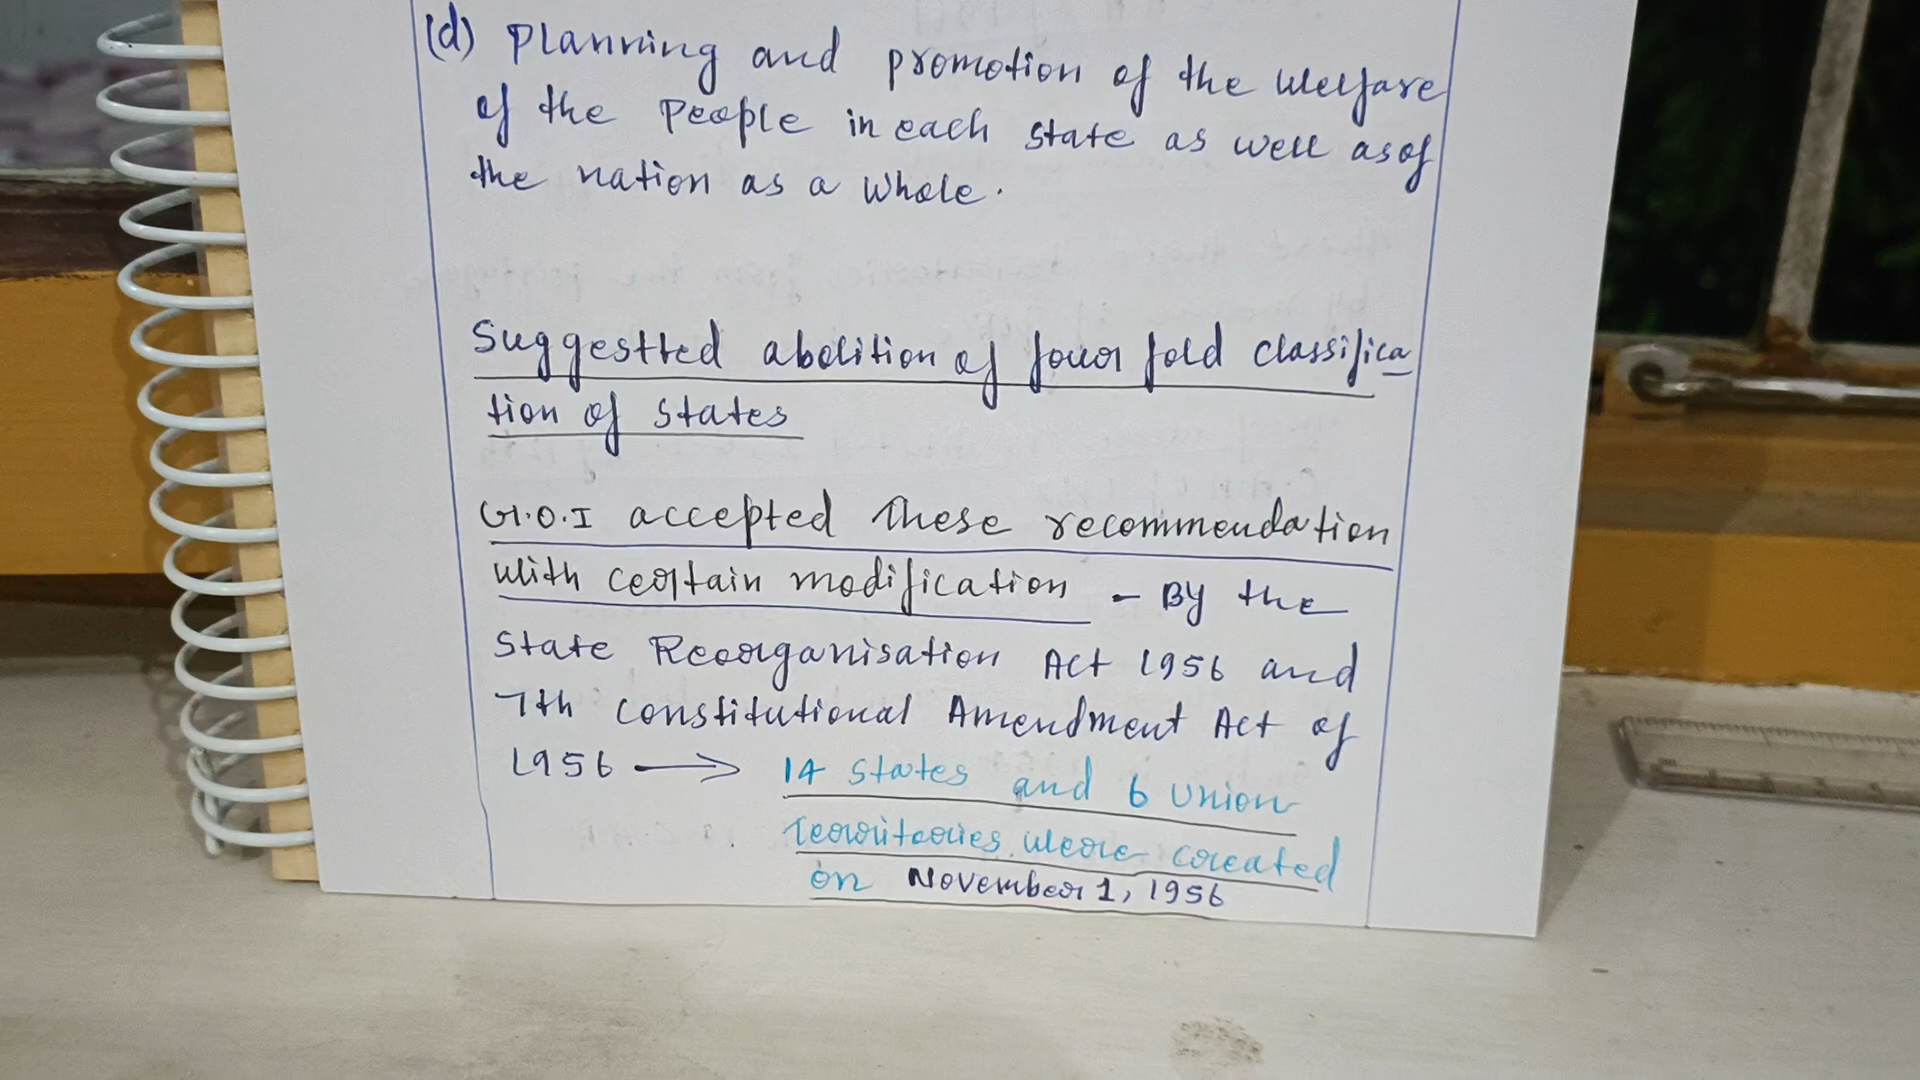 (d) Planning and promotion of the welfare
of the People in each state as well as of
the nation as a whole.
Suggestted abolition of four fold classifica
tion of states
G.O.I accepted these recommendation
with certain modification - By the
State Reorganisation Act 1956 and
7th constitutional Amendment Act of
1956 → 14 states and 6 union
territories were created
on November 1, 1956